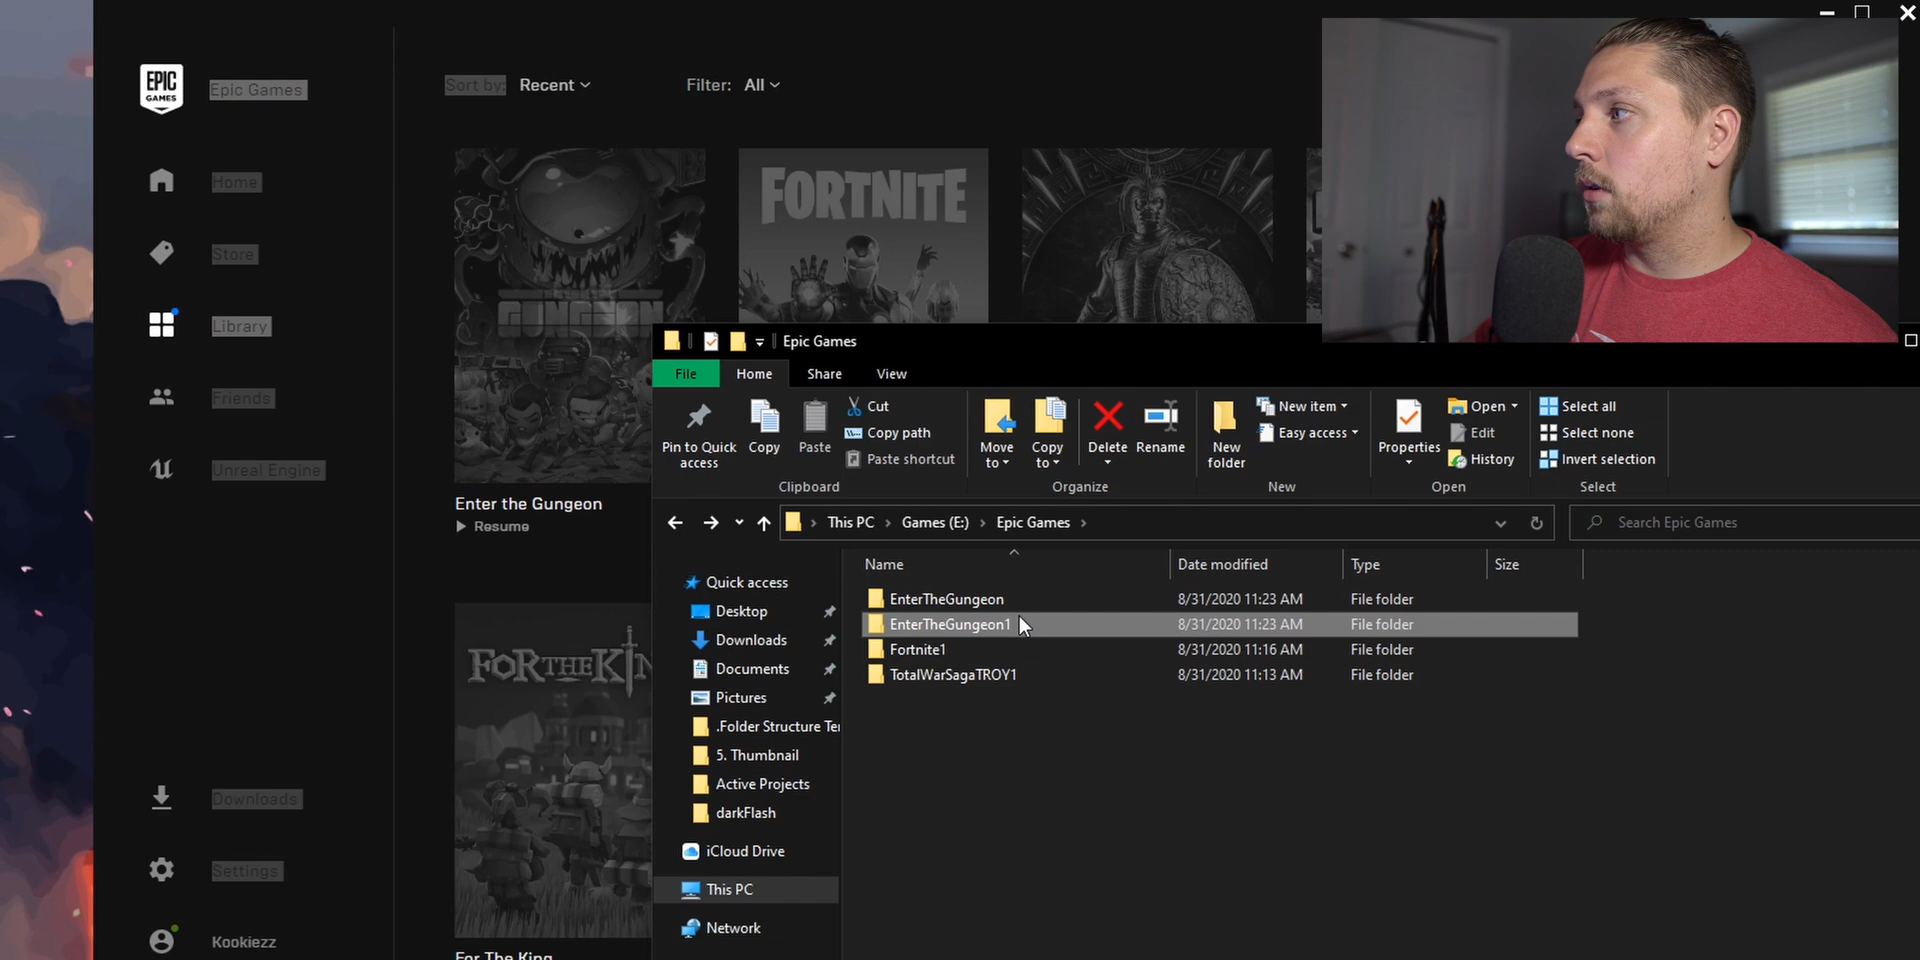 EPIC
GAMES
Epic Games
Home
Store
Library
Friends
Unreal Engine
Downloads
Settings
Kookiezz
Sort by: Recent
Filter: All
GUNGEON
FORTNITE
Enter the Gungeon
Resume
FOR THE KIN
For The King
Epic Games
File Home Share View
Pin to Quick access
Copy
Paste
Cut
Copy path
Paste shortcut
Clipboard
Move to
Copy to
Delete
Rename
Organize
New folder
New item
Easy access
New
Properties
Open
Edit
History
Open
Select all
Select none
Invert selection
Select
This PC Games (E:) Epic Games
Search Epic Games
Quick access
Desktop
Downloads
Documents
Pictures
.Folder Structure Te
5. Thumbnail
Active Projects
darkFlash
iCloud Drive
This PC
Network
Name Date modified Type Size
EnterTheGungeon 8/31/2020 11:23 AM File folder
EnterTheGungeon1 8/31/2020 11:23 AM File folder
Fortnite1 8/31/2020 11:16 AM File folder
TotalWarSagaTROY1 8/31/2020 11:13 AM File folder